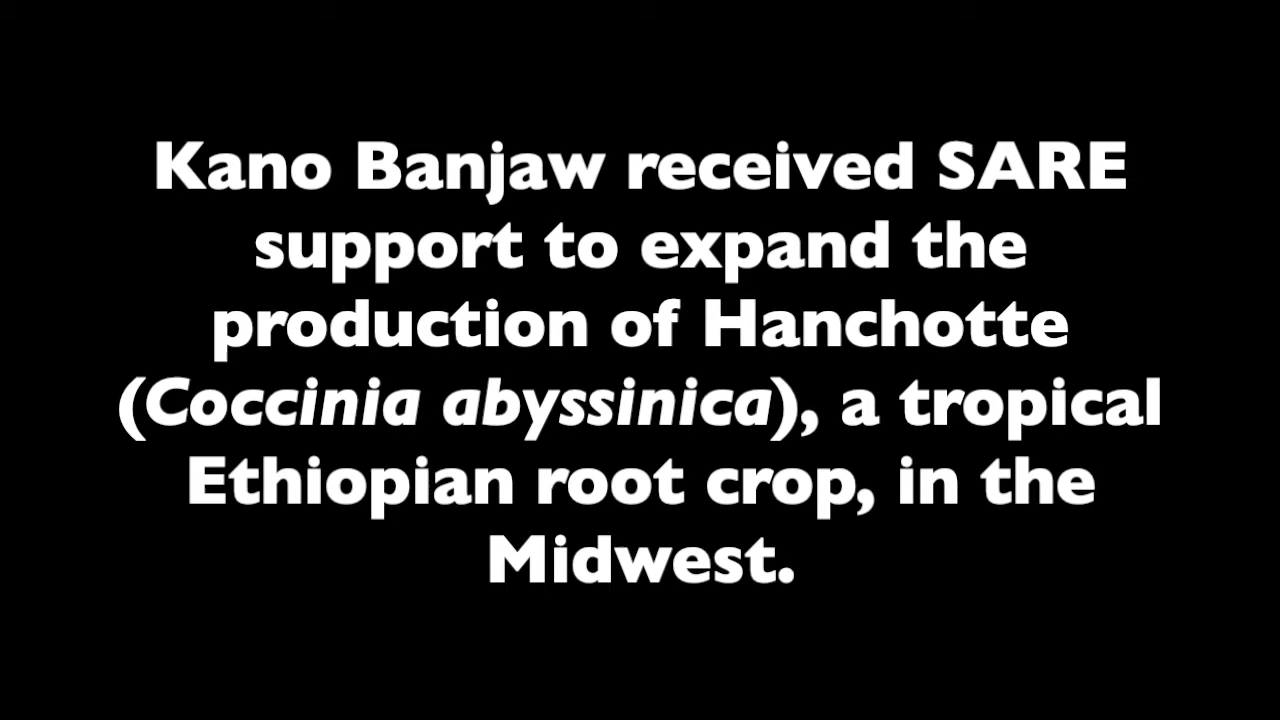 Kano Banjaw received SARE
support to expand the
production of Hanchotte
(Coccinia abyssinica), a tropical
Ethiopian root crop, in the
Midwest.